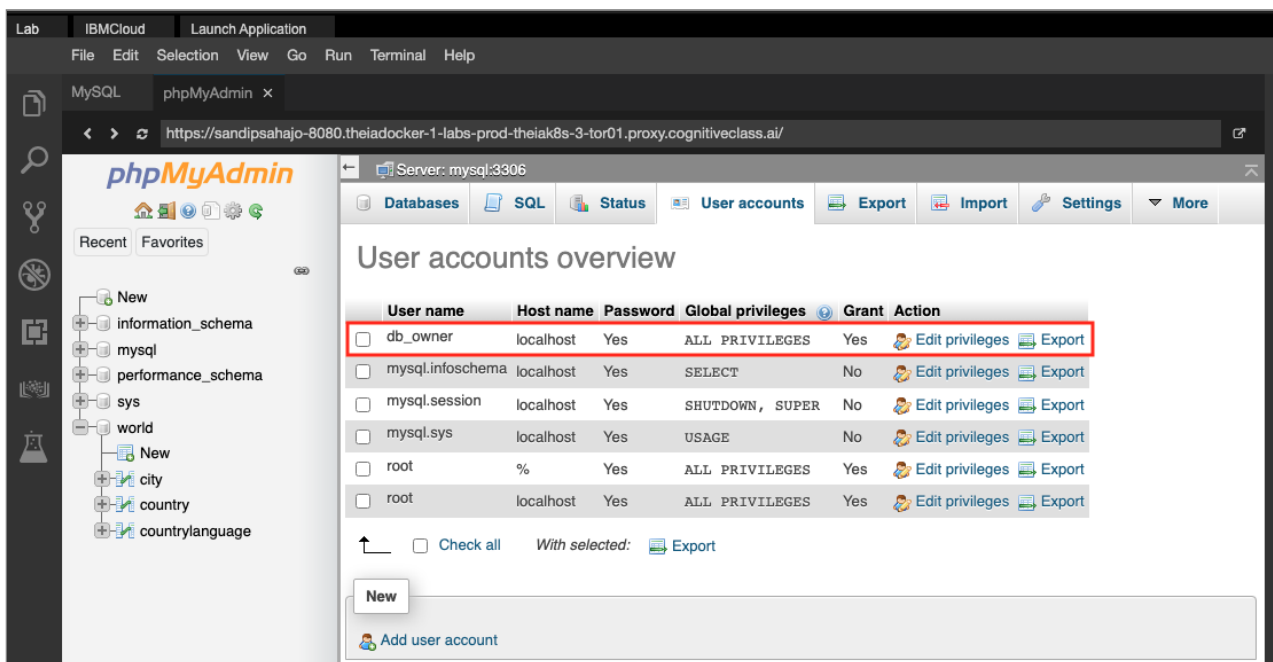 Lab IBMCloud Launch Application
File Edit Selection View Go Run Terminal Help
MySQL phpMyAdmin ×
https://sandipsahajo-8080.theiadocker-1-labs-prod-theiak8s-3-tor01.proxy.cognitiveclass.ai/
phpMyAdmin
Recent Favorites
New
information_schema
mysql
performance_schema
sys
world
New
city
country
countrylanguage
Server: mysql:3306
Databases SQL Status User accounts Export Import Settings More
User accounts overview
User name Host name Password Global privileges Grant Action
db_owner localhost Yes ALL PRIVILEGES Yes Edit privileges Export
mysql.infoschema localhost Yes SELECT No Edit privileges Export
mysql.session localhost Yes SHUTDOWN, SUPER No Edit privileges Export
mysql.sys localhost Yes USAGE No Edit privileges Export
root % Yes ALL PRIVILEGES Yes Edit privileges Export
root localhost Yes ALL PRIVILEGES Yes Edit privileges Export
Check all With selected: Export
New
Add user account